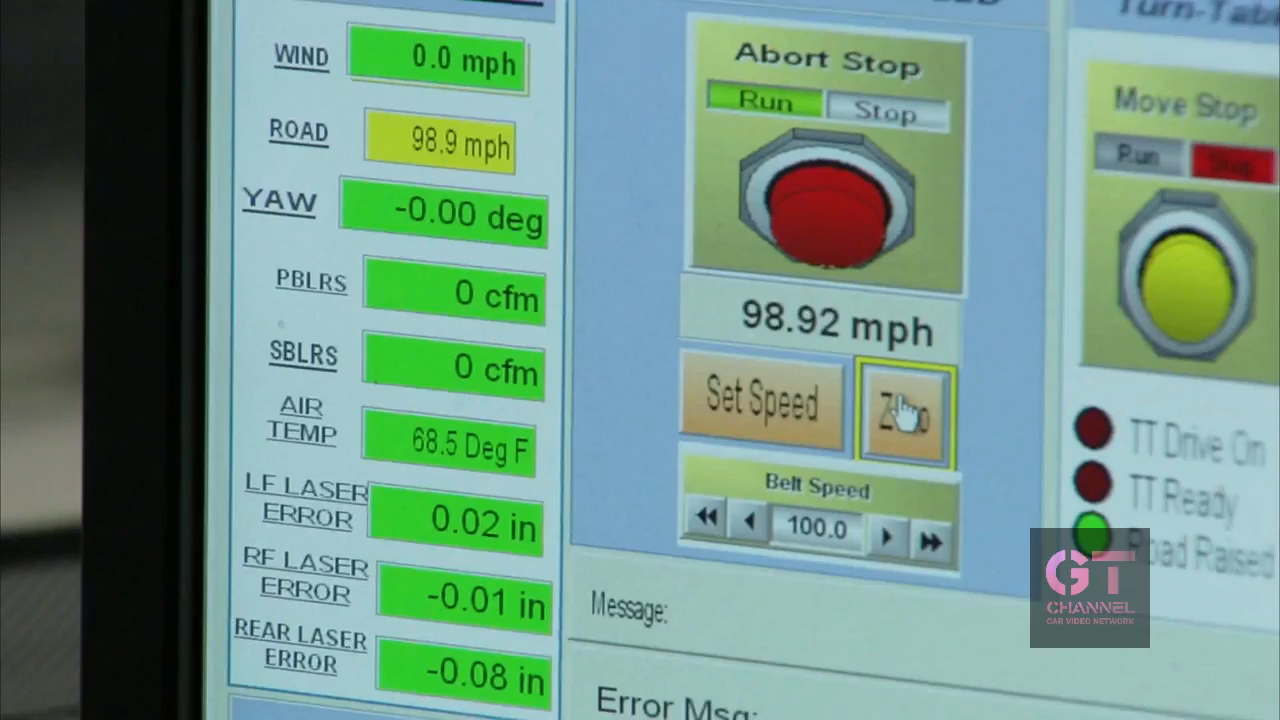 WIND 0.0 mph
ROAD 98.9 mph
YAW -0.00 deg
PBLRS 0 cfm
SBLRS 0 cfm
AIR
TEMP 68.5 Deg F
LF LASER
ERROR 0.02 in
RF LASER
ERROR -0.01 in
REAR LASER
ERROR -0.08 in
Abort Stop
Run Stop
98.92 mph
Set Speed
Belt Speed
100.0
Message:
Error Msg:
Turn-Tabl
Move Stop
Run Stop
TT Drive On
TT Ready
Road Raised
GT
CHANNEL
CAR VIDEO NETWORK